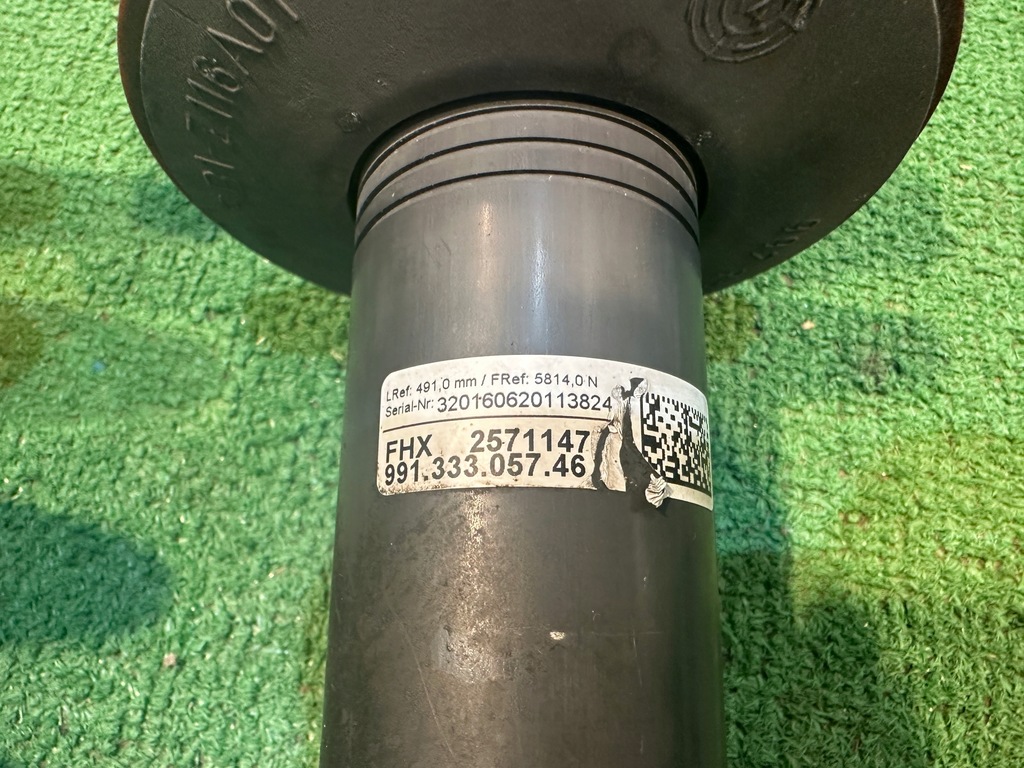 LRef: 491,0 mm / FRef: 5814,0 N
Serial-Nr: 320160620113824
FHX 2571147
991.333.057.46